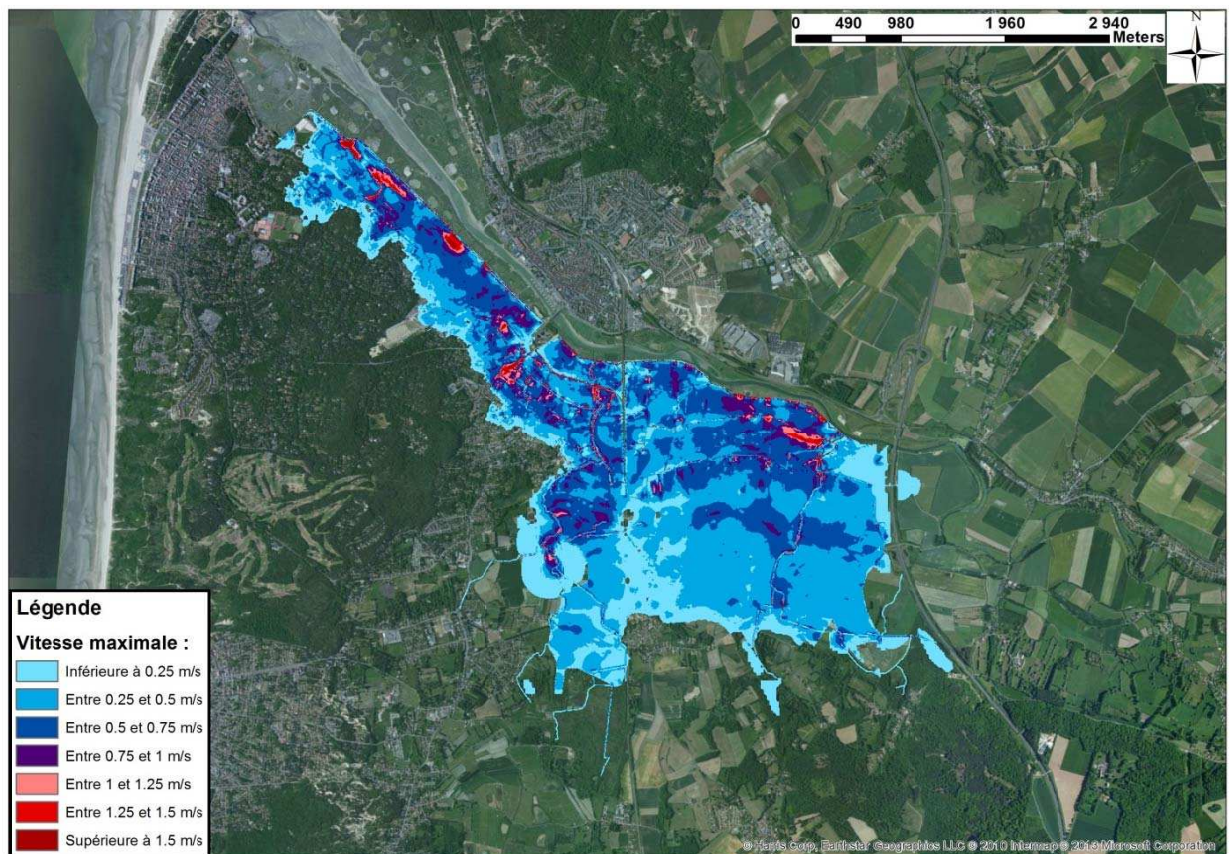 0 490 980 1 960 2 940
Meters
N
Légende
Vitesse maximale :
Inférieure à 0.25 m/s
Entre 0.25 et 0.5 m/s
Entre 0.5 et 0.75 m/s
Entre 0.75 et 1 m/s
Entre 1 et 1.25 m/s
Entre 1.25 et 1.5 m/s
Supérieure à 1.5 m/s
© Harris Corp, Earthstar Geographics LLC © 2010 Intermap © 2013 Microsoft Corporation